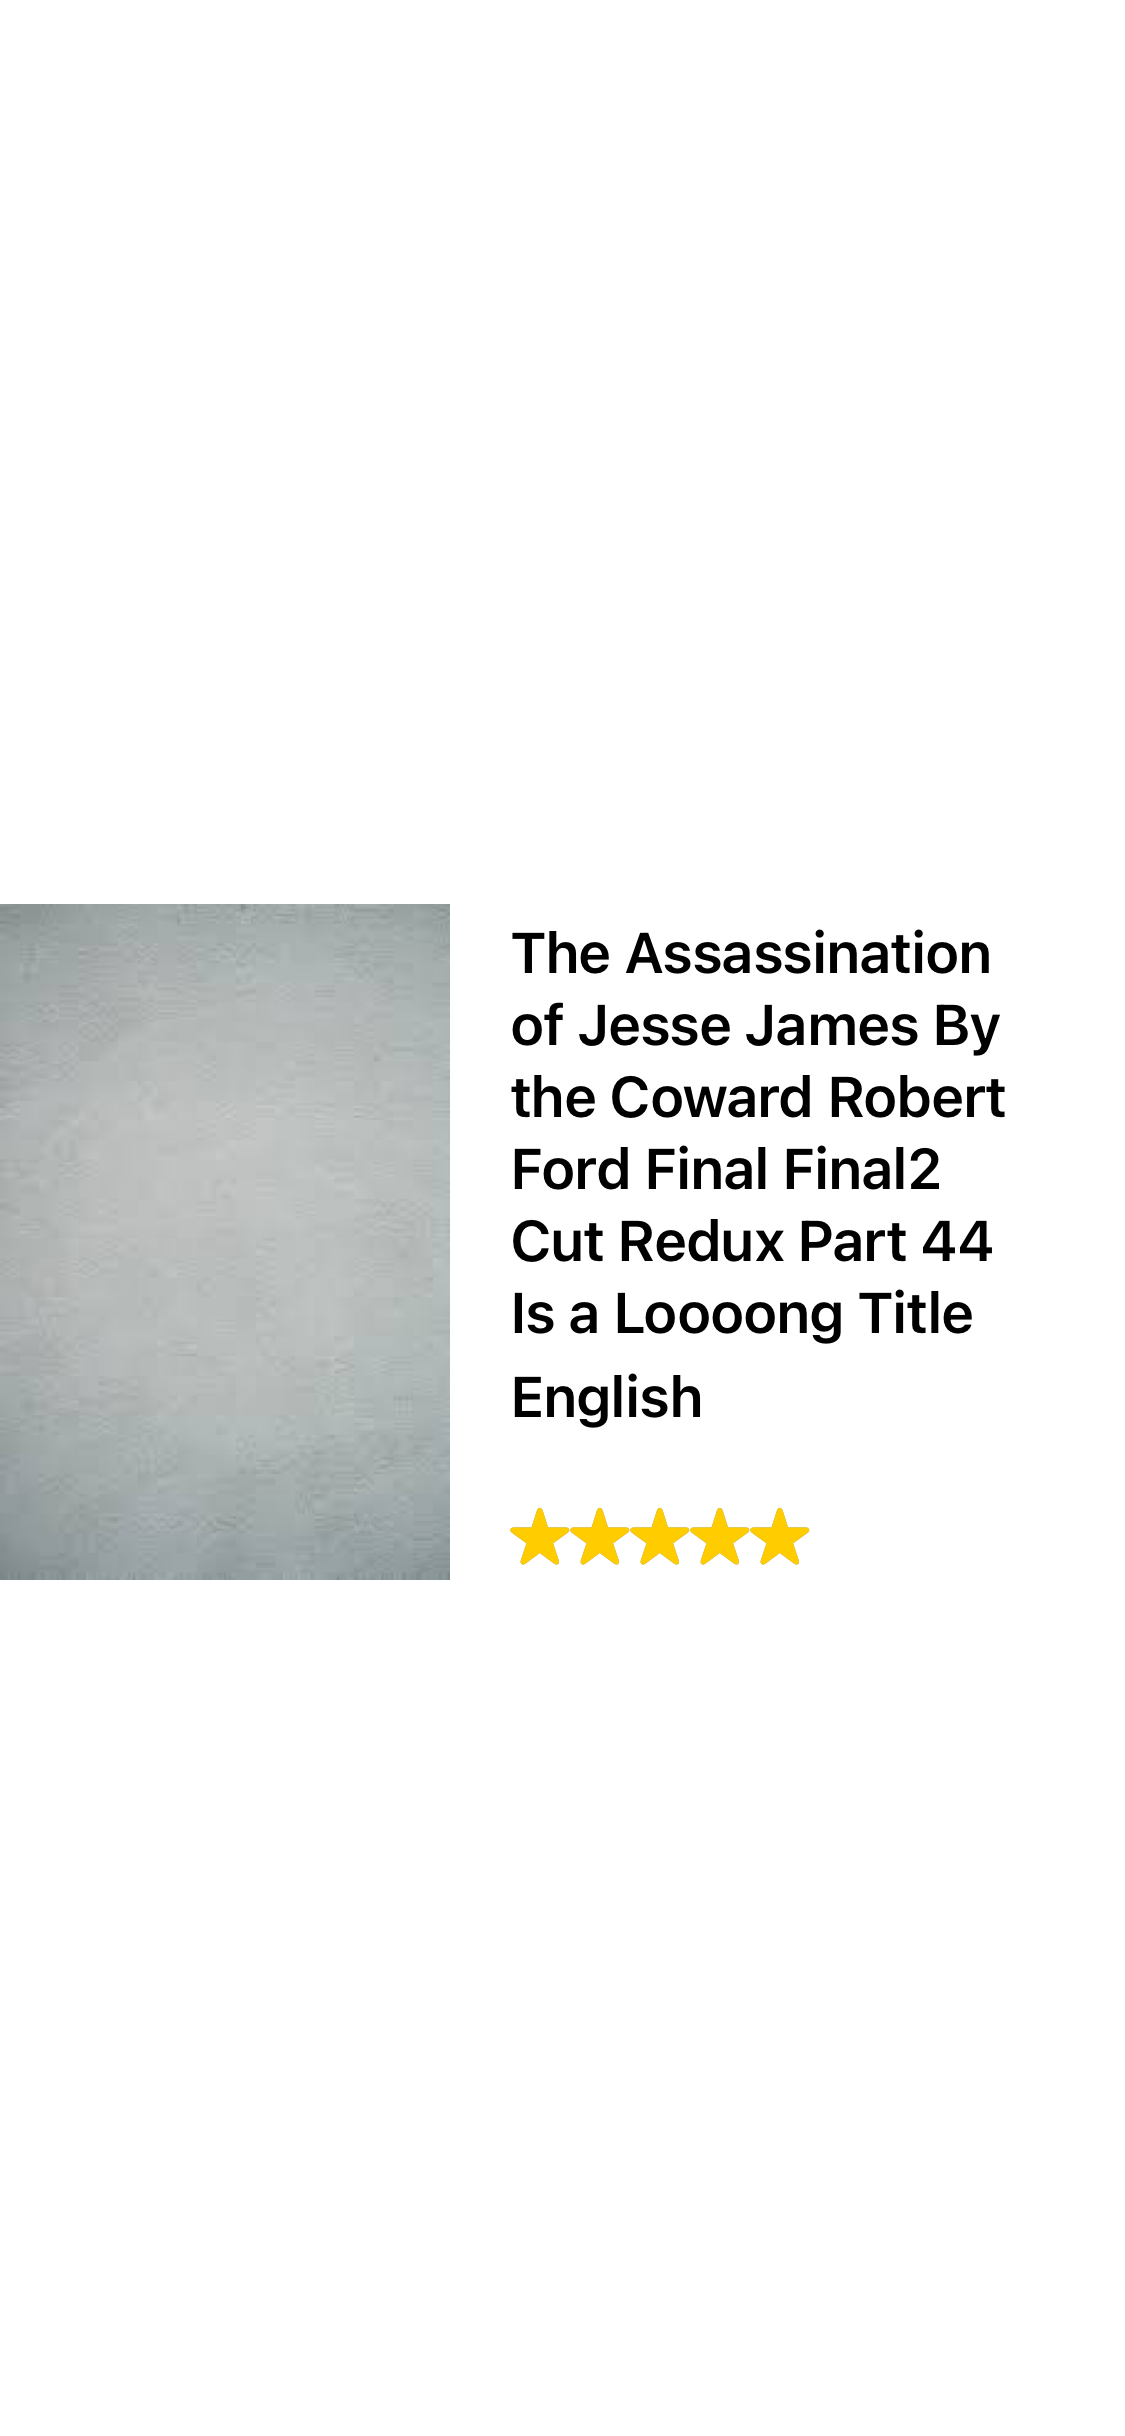 The Assassination
of Jesse James By
the Coward Robert
Ford Final Final2
Cut Redux Part 44
Is a Loooong Title
English